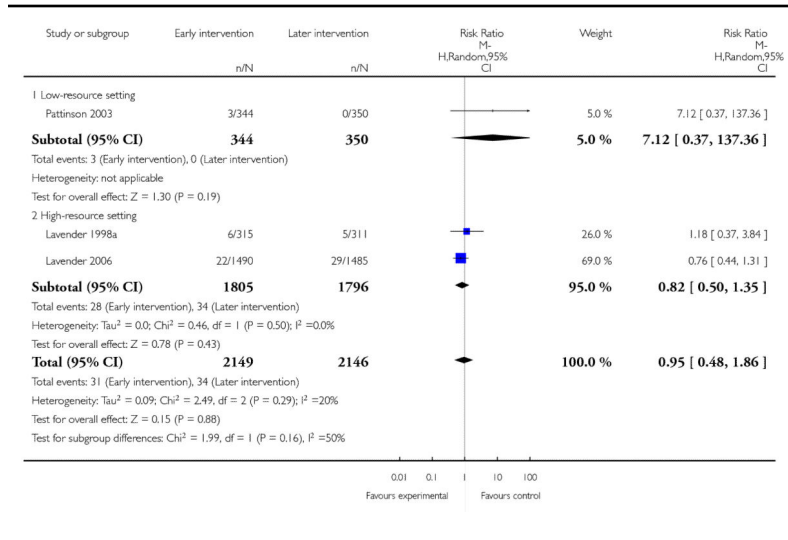 Study or subgroup Early intervention Later intervention Risk Ratio Weight Risk Ratio
M- M-
H,Random,95% H,Random,95%
n/N n/N CI CI
1 Low-resource setting
Pattinson 2003 3/344 0/350 5.0 % 7.12 [ 0.37, 137.36 ]
Subtotal (95% CI) 344 350 5.0 % 7.12 [ 0.37, 137.36 ]
Total events: 3 (Early intervention), 0 (Later intervention)
Heterogeneity: not applicable
Test for overall effect: Z = 1.30 (P = 0.19)
2 High-resource setting
Lavender 1998a 6/315 5/311 26.0 % 1.18 [ 0.37, 3.84 ]
Lavender 2006 22/1490 29/1485 69.0 % 0.76 [ 0.44, 1.31 ]
Subtotal (95% CI) 1805 1796 95.0 % 0.82 [ 0.50, 1.35 ]
Total events: 28 (Early intervention), 34 (Later intervention)
Heterogeneity: Tau² = 0.0; Chi² = 0.46, df = 1 (P = 0.50); I² =0.0%
Test for overall effect: Z = 0.78 (P = 0.43)
Total (95% CI) 2149 2146 100.0 % 0.95 [ 0.48, 1.86 ]
Total events: 31 (Early intervention), 34 (Later intervention)
Heterogeneity: Tau² = 0.09; Chi² = 2.49, df = 2 (P = 0.29); I² =20%
Test for overall effect: Z = 0.15 (P = 0.88)
Test for subgroup differences: Chi² = 1.99, df = 1 (P = 0.16), I² =50%
0.01 0.1 1 10 100
Favours experimental Favours control